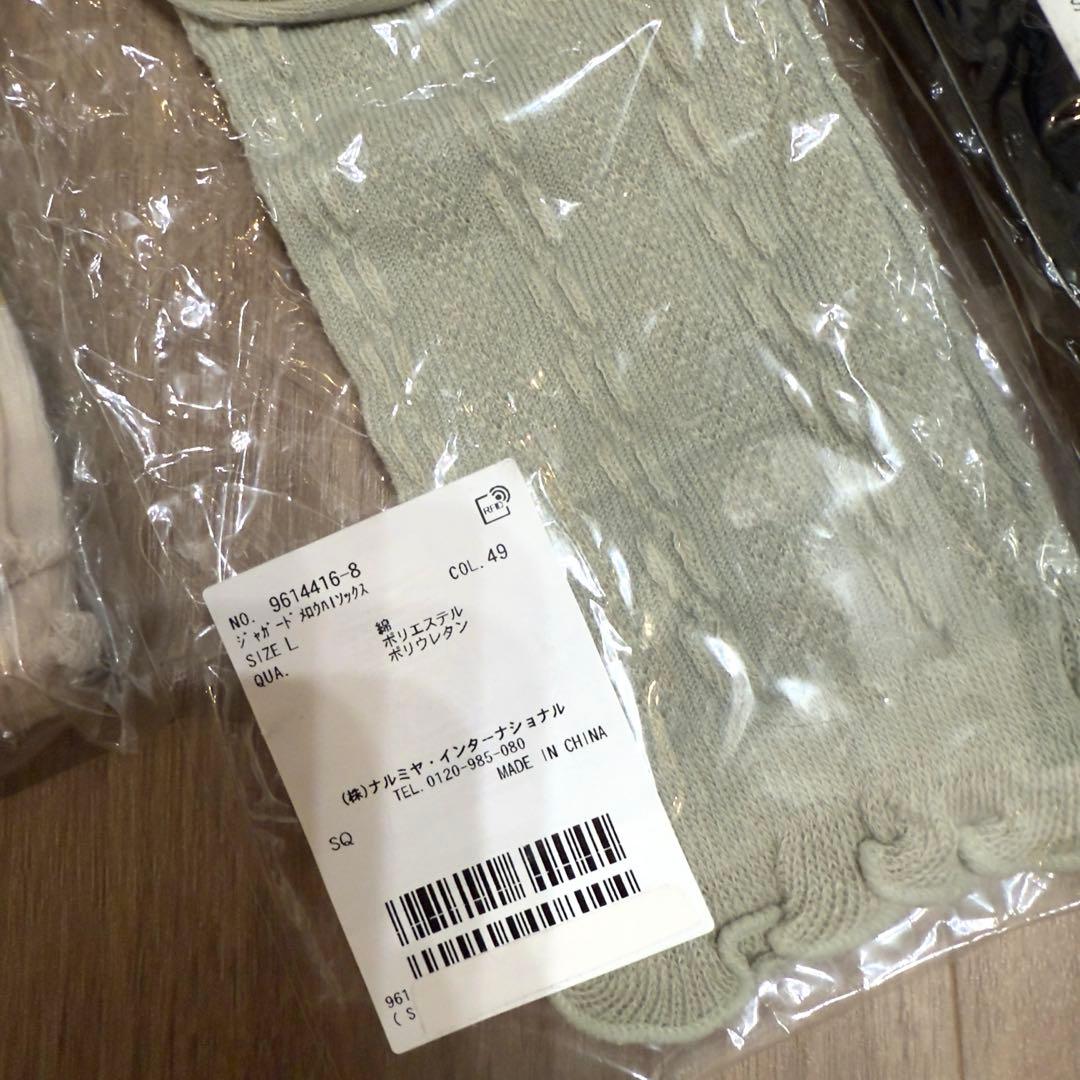 RFID
NO. 9614416-8
COL.49
ｼﾞｬｶﾞｰﾄﾞﾒﾛｳﾊｲｿｯｸｽ
SIZE L
綿
ポリエステル
QUA.
ポリウレタン
(株)ナルミヤ・インターナショナル
TEL.0120-985-080
MADE IN CHINA
SQ
961
(S